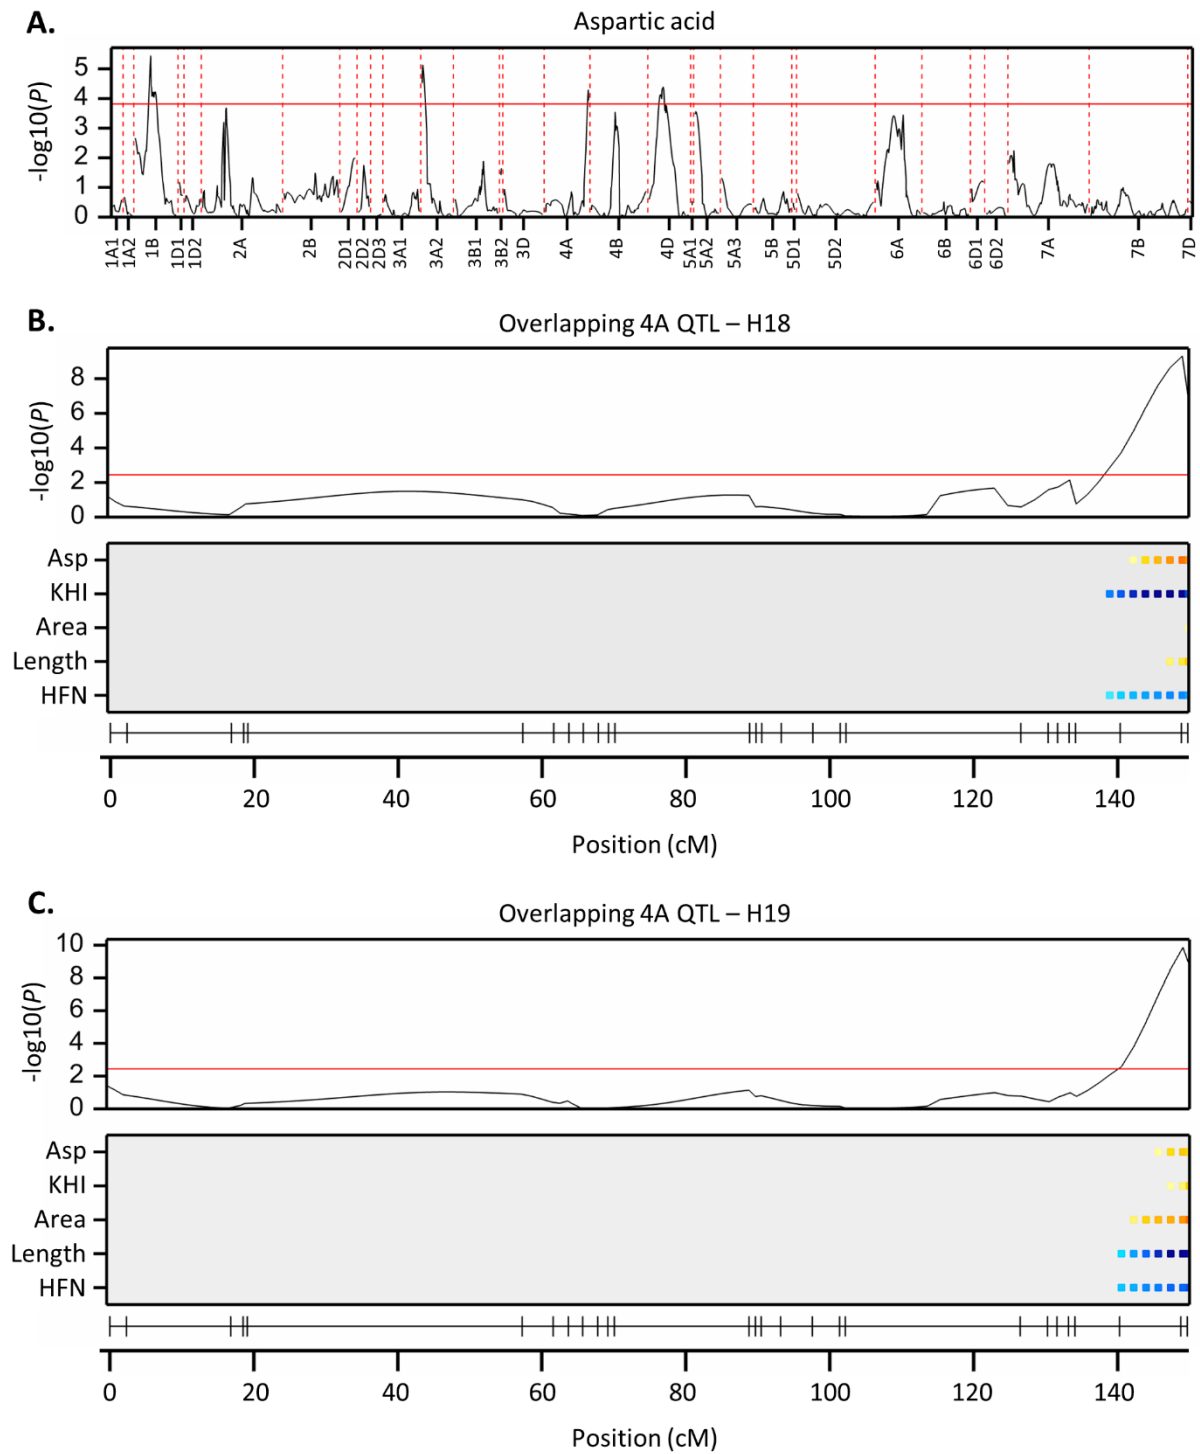 A.
Aspartic acid
-log10(P)
5
4
3
2
1
0
1A1 1A2 1B 1D1 1D2 2A 2B 2D1 2D2 2D3 3A1 3A2 3B1 3B2 3D 4A 4B 4D 5A1 5A2 5A3 5B 5D1 5D2 6A 6B 6D1 6D2 7A 7B 7D
B.
Overlapping 4A QTL – H18
-log10(P)
8
6
4
2
0
Asp
KHI
Area
Length
HFN
0 20 40 60 80 100 120 140
Position (cM)
C.
Overlapping 4A QTL – H19
-log10(P)
10
8
6
4
2
0
Asp
KHI
Area
Length
HFN
0 20 40 60 80 100 120 140
Position (cM)